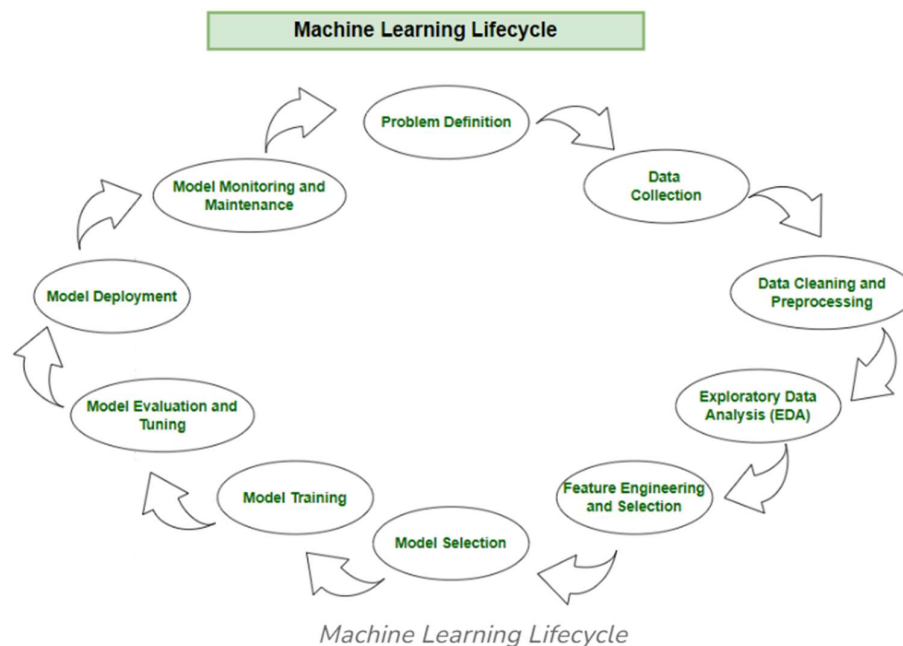 Machine Learning Lifecycle
Problem Definition
Data
Collection
Data Cleaning and
Preprocessing
Exploratory Data
Analysis (EDA)
Feature Engineering
and Selection
Model Selection
Model Training
Model Evaluation and
Tuning
Model Deployment
Model Monitoring and
Maintenance
Machine Learning Lifecycle